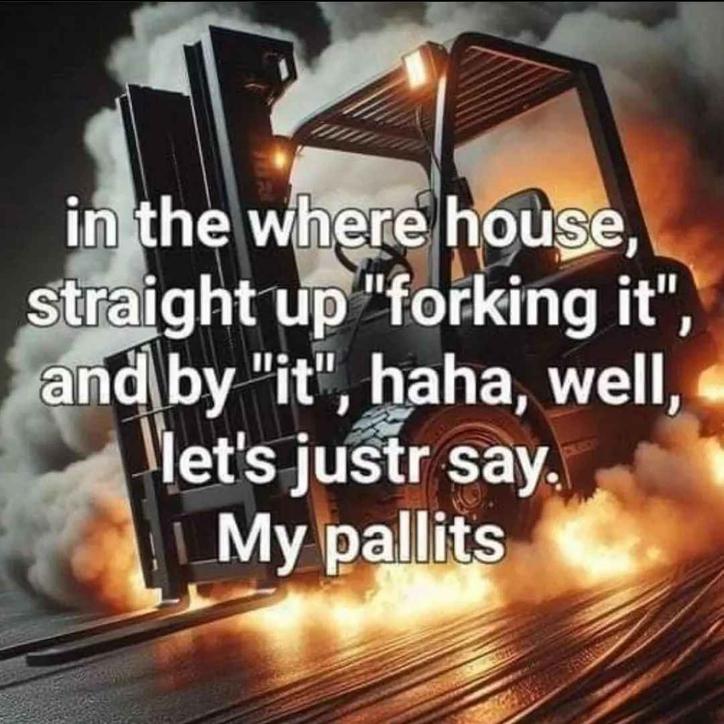 in the where house,
straight up "forking it",
and by "it", haha, well,
let's justr say.
My pallits